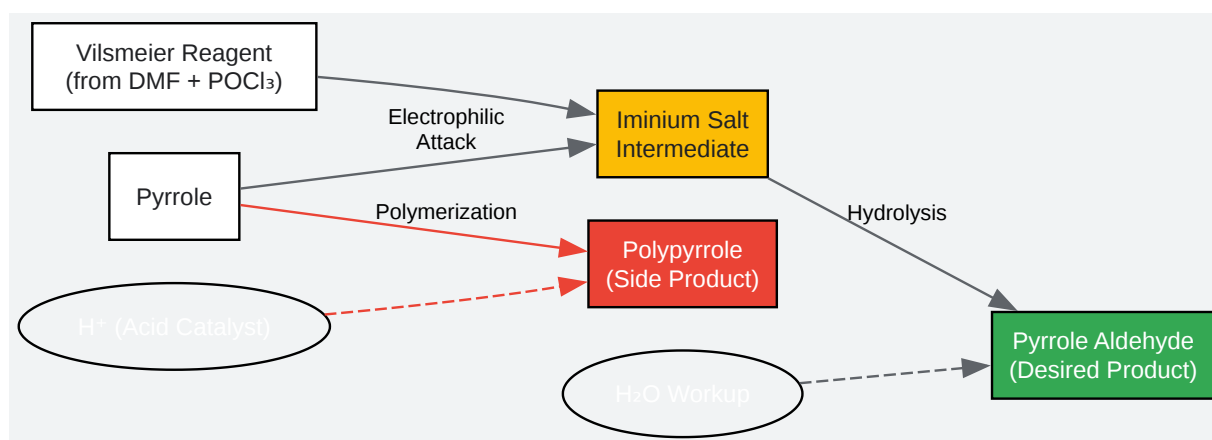 Vilsmeier Reagent
(from DMF + POCl₃)
Electrophilic
Attack
Iminium Salt
Intermediate
Pyrrole
Polymerization
Hydrolysis
Polypyrrole
(Side Product)
H⁺ (Acid Catalyst)
Pyrrole Aldehyde
(Desired Product)
H₂O Workup